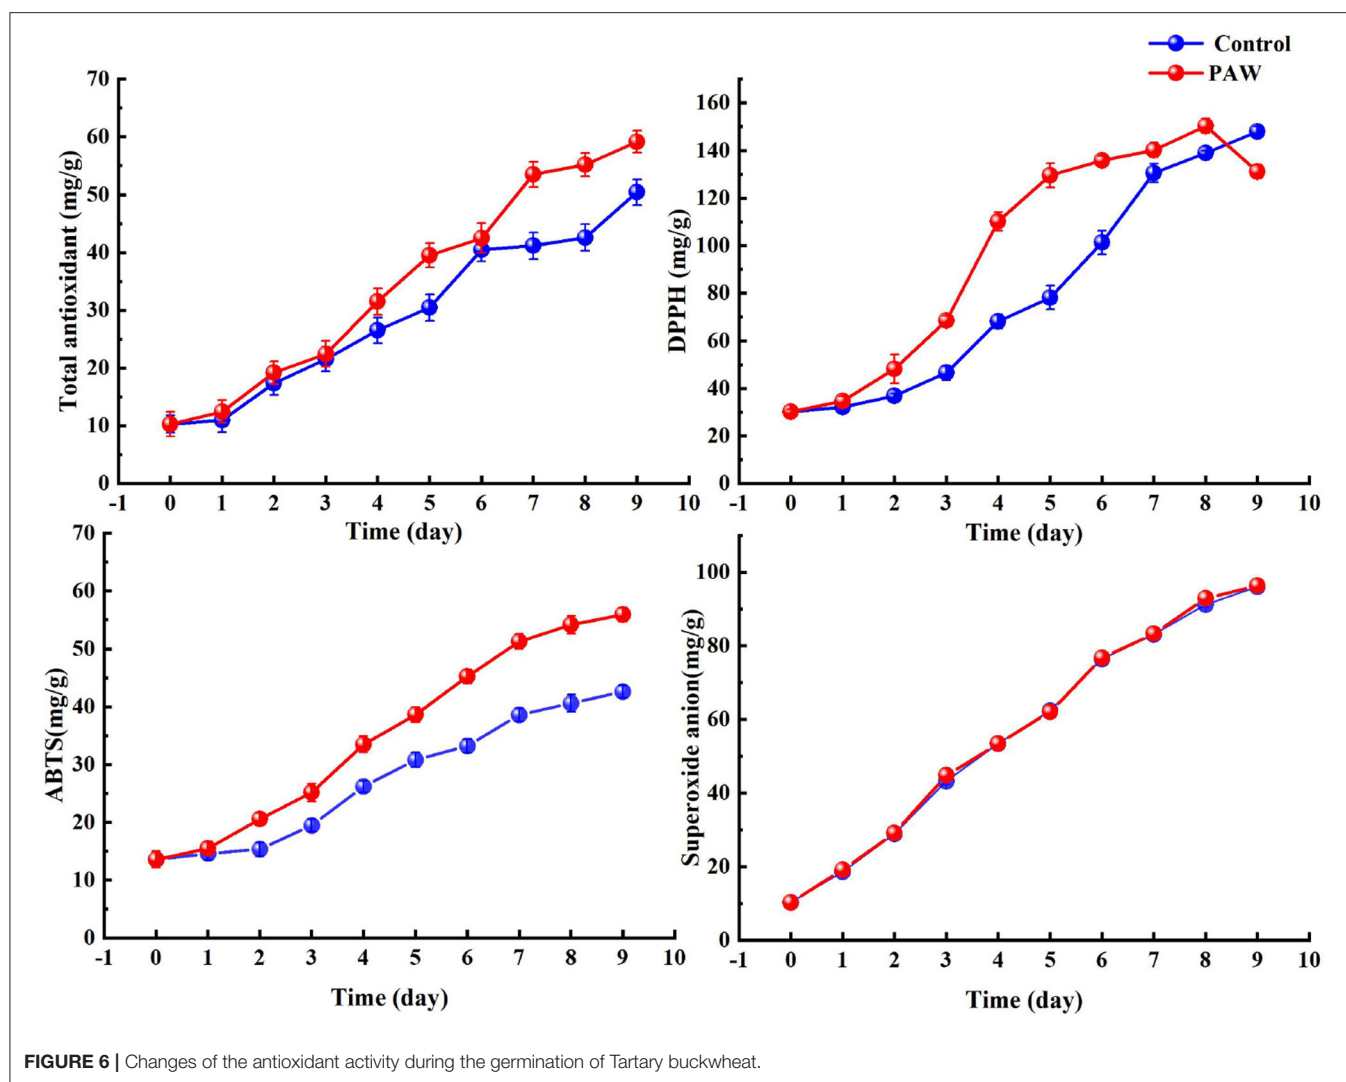 Control
PAW
70
60
50
40
30
20
10
0
Total antioxidant (mg/g)
-1 0 1 2 3 4 5 6 7 8 9 10
Time (day)
160
140
120
100
80
60
40
20
0
DPPH (mg/g)
-1 0 1 2 3 4 5 6 7 8 9 10
Time (day)
70
60
50
40
30
20
10
0
ABTS(mg/g)
-1 0 1 2 3 4 5 6 7 8 9 10
Time (day)
100
80
60
40
20
0
Superoxide anion(mg/g)
-1 0 1 2 3 4 5 6 7 8 9 10
Time (day)
FIGURE 6 | Changes of the antioxidant activity during the germination of Tartary buckwheat.